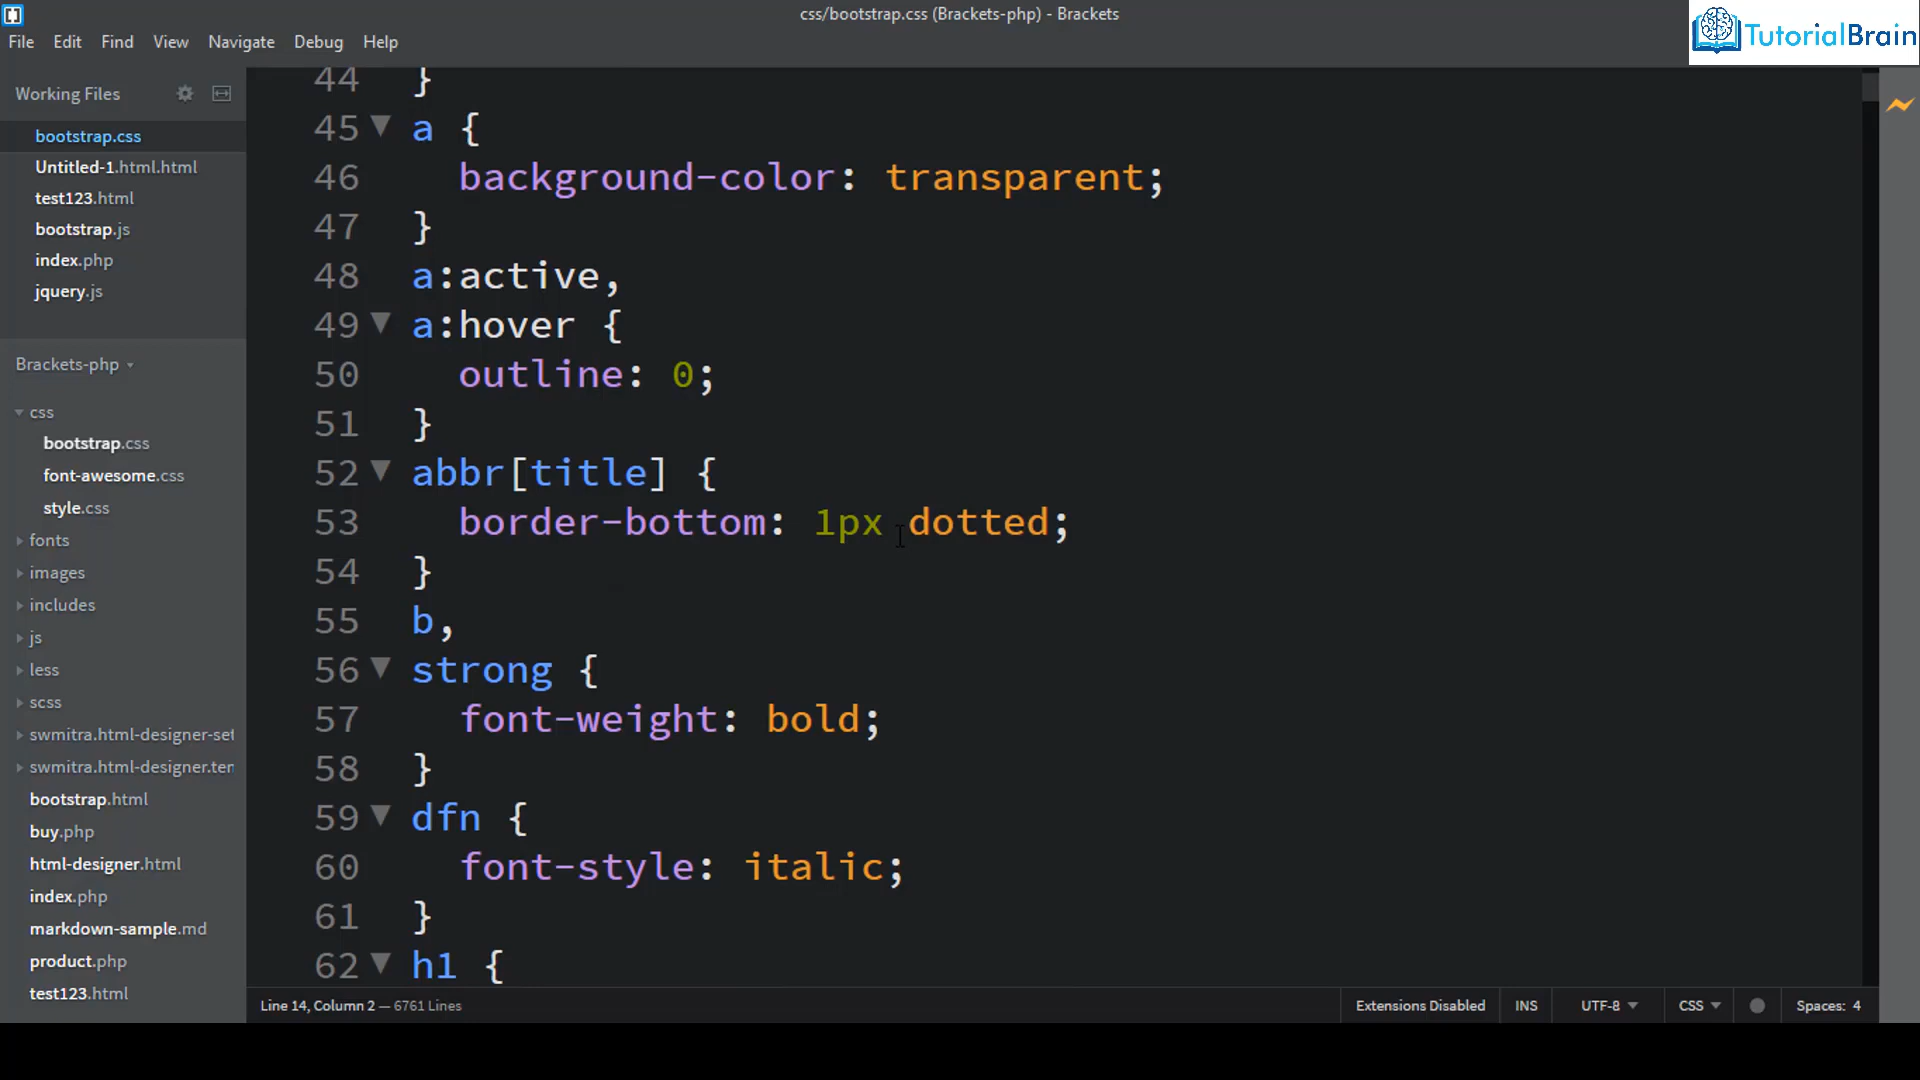 css/bootstrap.css (Brackets-php) - Brackets
TutorialBrain
File Edit Find View Navigate Debug Help
Working Files
bootstrap.css
Untitled-1.html.html
test123.html
bootstrap.js
index.php
jquery.js
Brackets-php
css
bootstrap.css
font-awesome.css
style.css
fonts
images
includes
js
less
scss
swmitra.html-designer-set
swmitra.html-designer.ten
bootstrap.html
buy.php
html-designer.html
index.php
markdown-sample.md
product.php
test123.html
44 }
45 a {
46 background-color: transparent;
47 }
48 a:active,
49 a:hover {
50 outline: 0;
51 }
52 abbr[title] {
53 border-bottom: 1px dotted;
54 }
55 b,
56 strong {
57 font-weight: bold;
58 }
59 dfn {
60 font-style: italic;
61 }
62 h1 {
Line 14, Column 2 — 6761 Lines
Extensions Disabled INS UTF-8 CSS Spaces: 4